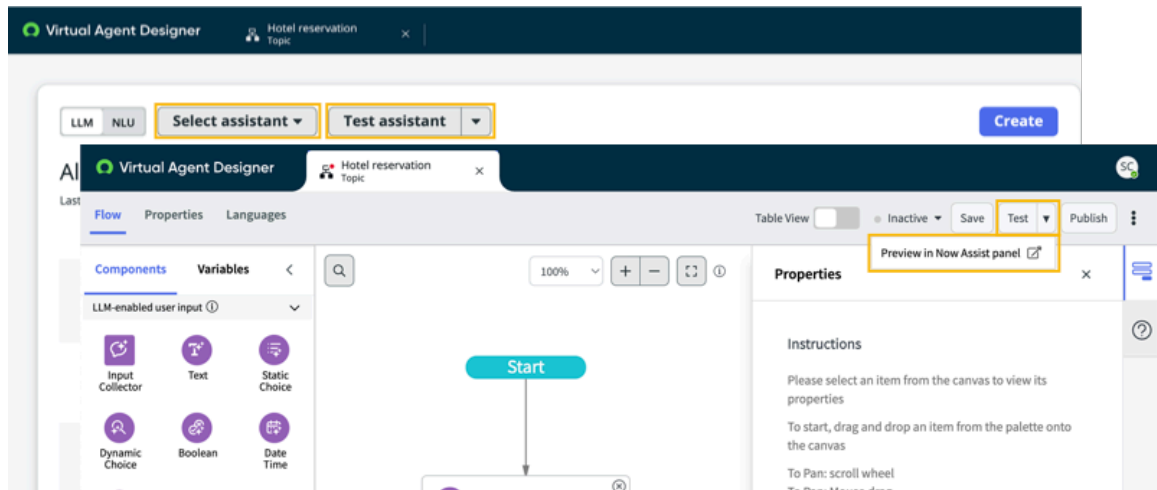 Virtual Agent Designer
Hotel reservation
Topic
LLM NLU
Select assistant
Test assistant
Create
Al
Last
Virtual Agent Designer
Hotel reservation
Topic
SC
Flow Properties Languages
Table View
Inactive
Save
Test
Publish
Preview in Now Assist panel
Components Variables
100%
Properties
LLM-enabled user input
Input
Collector
Text
Static
Choice
Dynamic
Choice
Boolean
Date
Time
Start
Instructions
Please select an item from the canvas to view its
properties
To start, drag and drop an item from the palette onto
the canvas
To Pan: scroll wheel
To Pan: Mouse drag